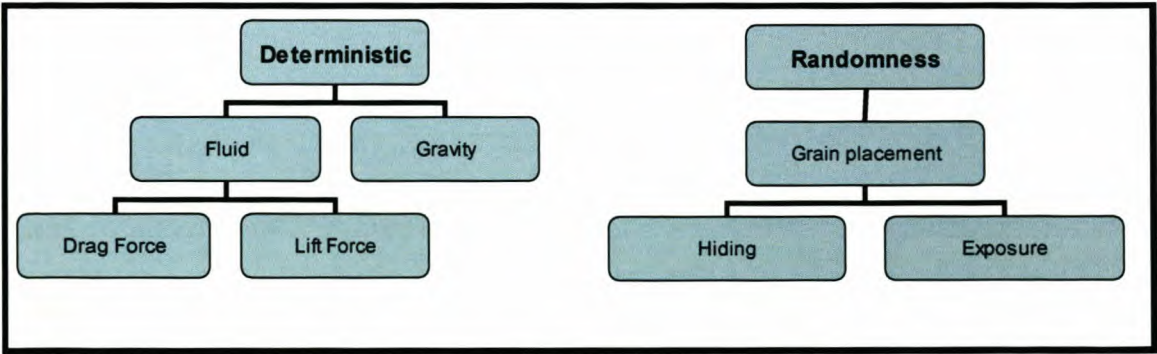 Deterministic
Fluid
Gravity
Drag Force
Lift Force
Randomness
Grain placement
Hiding
Exposure